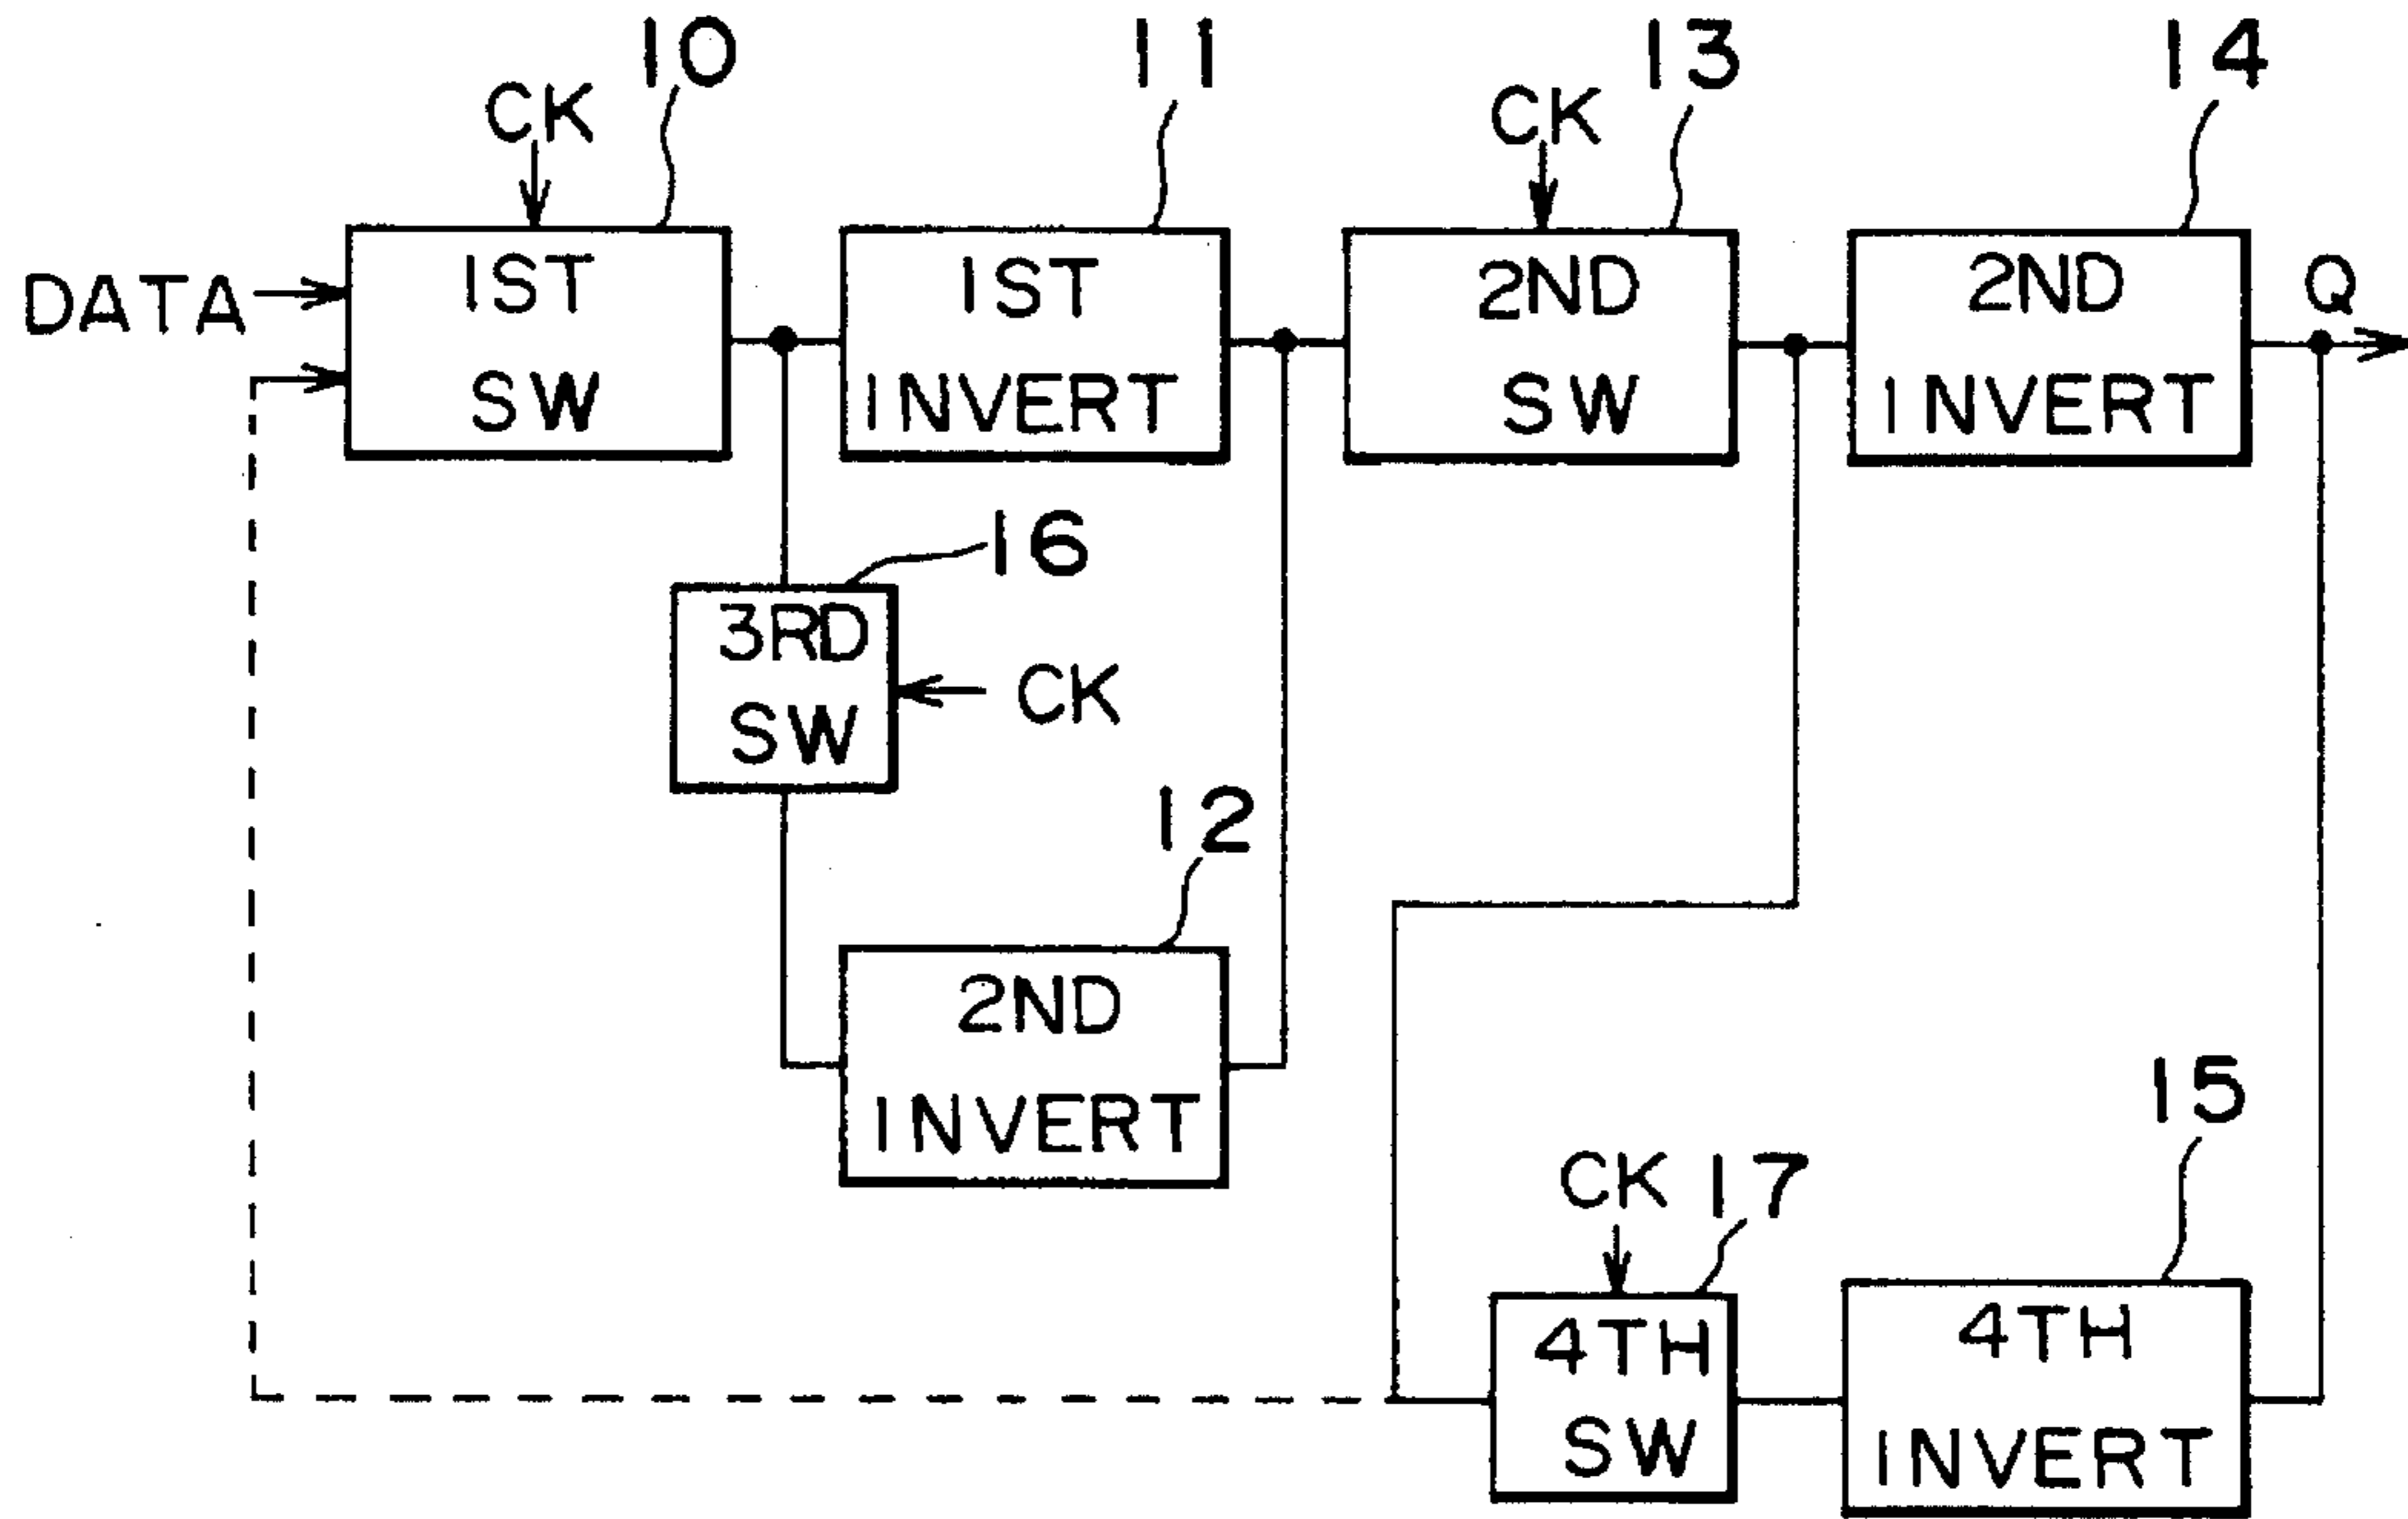 10
11
13
14
CK
CK
DATA
1ST
SW
1ST
INVERT
2ND
SW
2ND
INVERT
Q
16
3RD
SW
CK
12
2ND
INVERT
15
CK
17
4TH
SW
4TH
INVERT